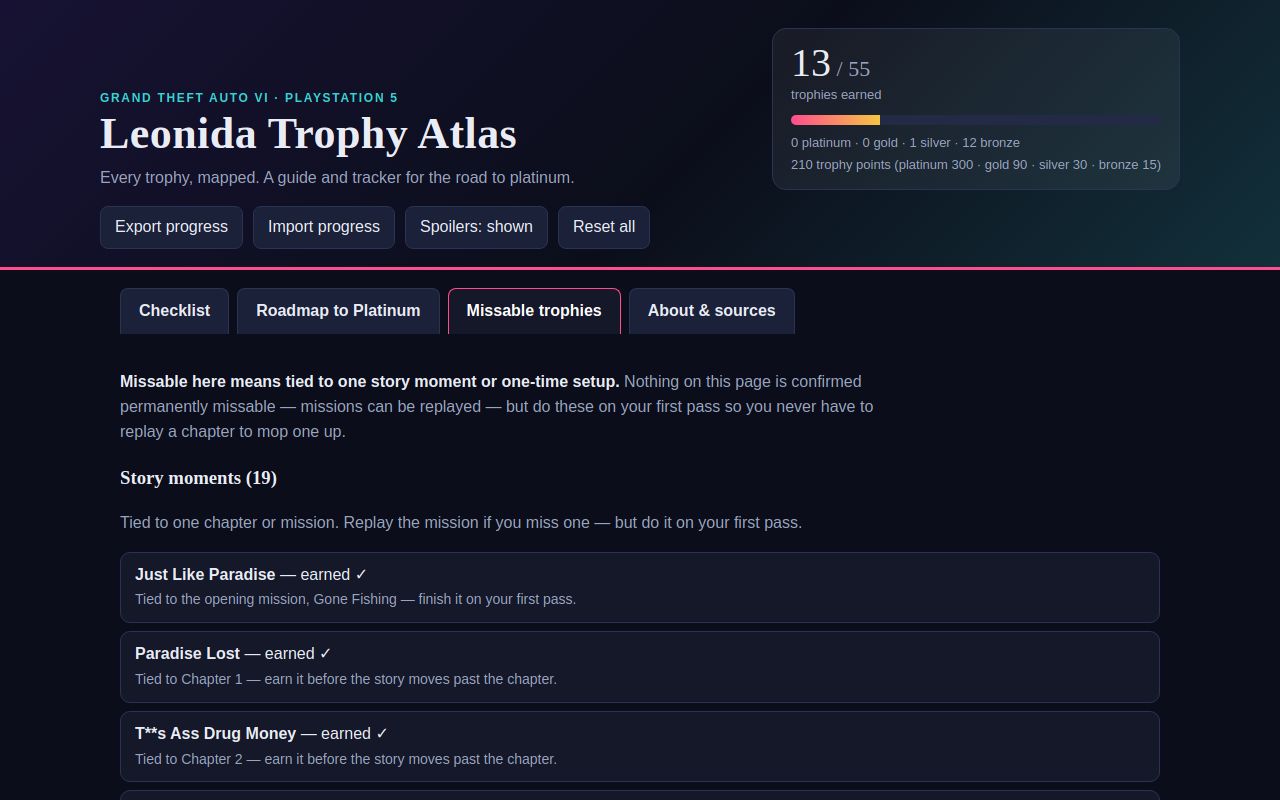 GRAND THEFT AUTO VI · PLAYSTATION 5
Leonida Trophy Atlas
Every trophy, mapped. A guide and tracker for the road to platinum.
Export progress
Import progress
Spoilers: shown
Reset all
13 / 55
trophies earned
0 platinum · 0 gold · 1 silver · 12 bronze
210 trophy points (platinum 300 · gold 90 · silver 30 · bronze 15)
Checklist
Roadmap to Platinum
Missable trophies
About & sources
Missable here means tied to one story moment or one-time setup. Nothing on this page is confirmed
permanently missable — missions can be replayed — but do these on your first pass so you never have to
replay a chapter to mop one up.
Story moments (19)
Tied to one chapter or mission. Replay the mission if you miss one — but do it on your first pass.
Just Like Paradise — earned ✓
Tied to the opening mission, Gone Fishing — finish it on your first pass.
Paradise Lost — earned ✓
Tied to Chapter 1 — earn it before the story moves past the chapter.
T**s Ass Drug Money — earned ✓
Tied to Chapter 2 — earn it before the story moves past the chapter.